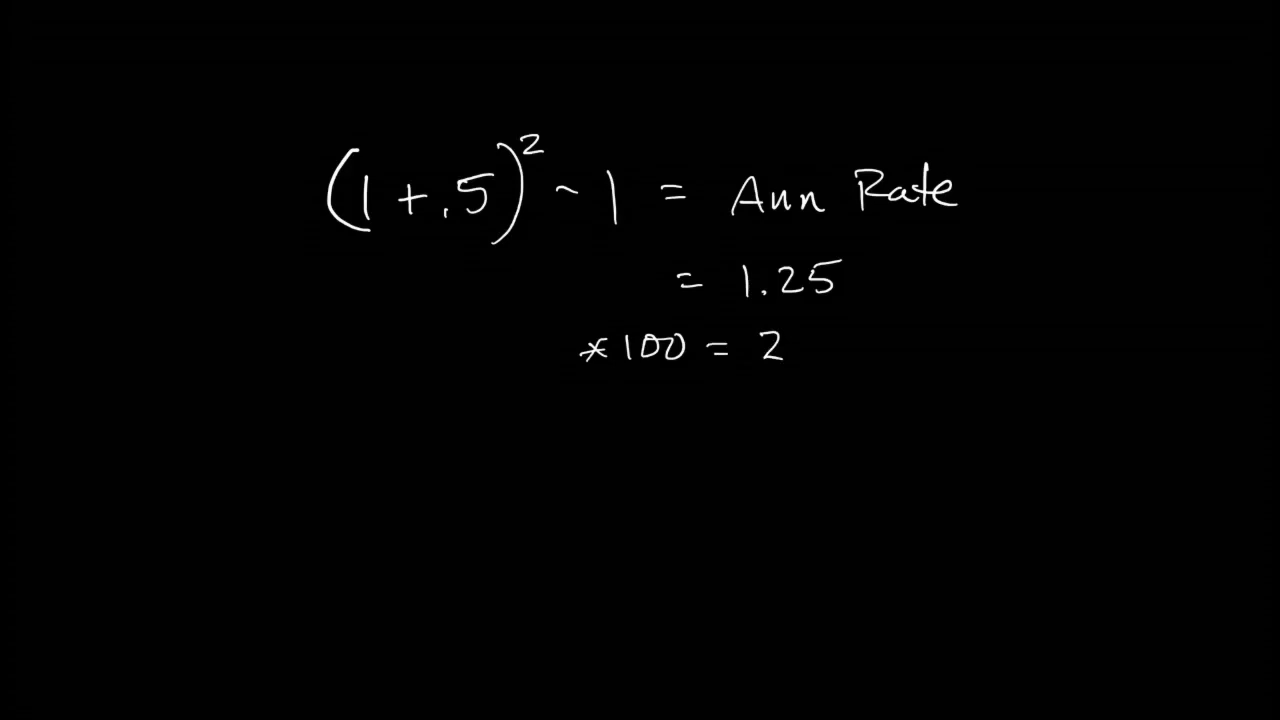 (1 + .5)² - 1 = Ann Rate
= 1.25
*100 = 2